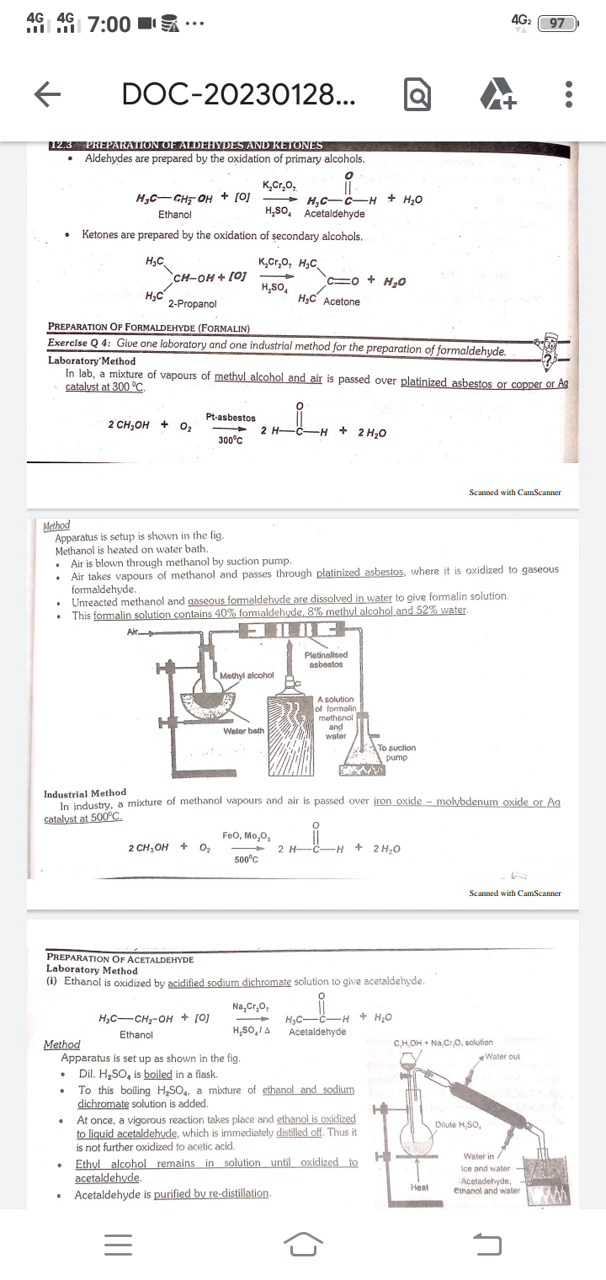 4G 4G 7:00 ... 4G2 97
DOC-20230128...
12.3 PREPARATION OF ALDEHYDES AND KETONES
• Aldehydes are prepared by the oxidation of primary alcohols.
O
K₂Cr₂O₇
H₃C—CH₂-OH + [O] H₃C—C—H + H₂O
H₂SO₄
Ethanol Acetaldehyde
• Ketones are prepared by the oxidation of secondary alcohols.
H₃C K₂Cr₂O₇ H₃C
CH–OH + [O] C=O + H₂O
H₂SO₄
H₃C H₃C
2-Propanol Acetone
PREPARATION OF FORMALDEHYDE (FORMALIN)
Exercise Q 4: Give one laboratory and one industrial method for the preparation of formaldehyde.
Laboratory Method
In lab, a mixture of vapours of methyl alcohol and air is passed over platinized asbestos or copper or Ag
catalyst at 300 °C.
O
Pt-asbestos
2 CH₃OH + O₂ 2 H—C—H + 2 H₂O
300°C
Scanned with CamScanner
Method
Apparatus is setup is shown in the fig.
Methanol is heated on water bath.
• Air is blown through methanol by suction pump.
• Air takes vapours of methanol and passes through platinized asbestos, where it is oxidized to gaseous
formaldehyde.
• Unreacted methanol and gaseous formaldehyde are dissolved in water to give formalin solution.
• This formalin solution contains 40% formaldehyde, 8% methyl alcohol and 52% water.
Air
Platinalised
asbestos
Methyl alcohol
A solution
of formalin
methanol
and
water
Water bath
To suction
pump
Industrial Method
In industry, a mixture of methanol vapours and air is passed over iron oxide – molybdenum oxide or Ag
catalyst at 500°C.
O
FeO, Mo₂O₃
2 CH₃OH + O₂ 2 H—C—H + 2 H₂O
500°C
Scanned with CamScanner
PREPARATION OF ACETALDEHYDE
Laboratory Method
(i) Ethanol is oxidized by acidified sodium dichromate solution to give acetaldehyde.
O
Na₂Cr₂O₇
H₃C—CH₂-OH + [O] H₃C—C—H + H₂O
H₂SO₄/ Δ
Ethanol Acetaldehyde
Method
Apparatus is set up as shown in the fig.
• Dil. H₂SO₄ is boiled in a flask.
• To this boiling H₂SO₄, a mixture of ethanol and sodium
dichromate solution is added.
• At once, a vigorous reaction takes place and ethanol is oxidized
to liquid acetaldehyde, which is immediately distilled off. Thus it
is not further oxidized to acetic acid.
• Ethyl alcohol remains in solution until oxidized to
acetaldehyde.
• Acetaldehyde is purified by re-distillation.
C₂H₅OH + Na₂Cr₂O₇ solution
Water out
Dilute H₂SO₄
Water in
Ice and water
Acetadehyde,
Ethanol and water
Heat